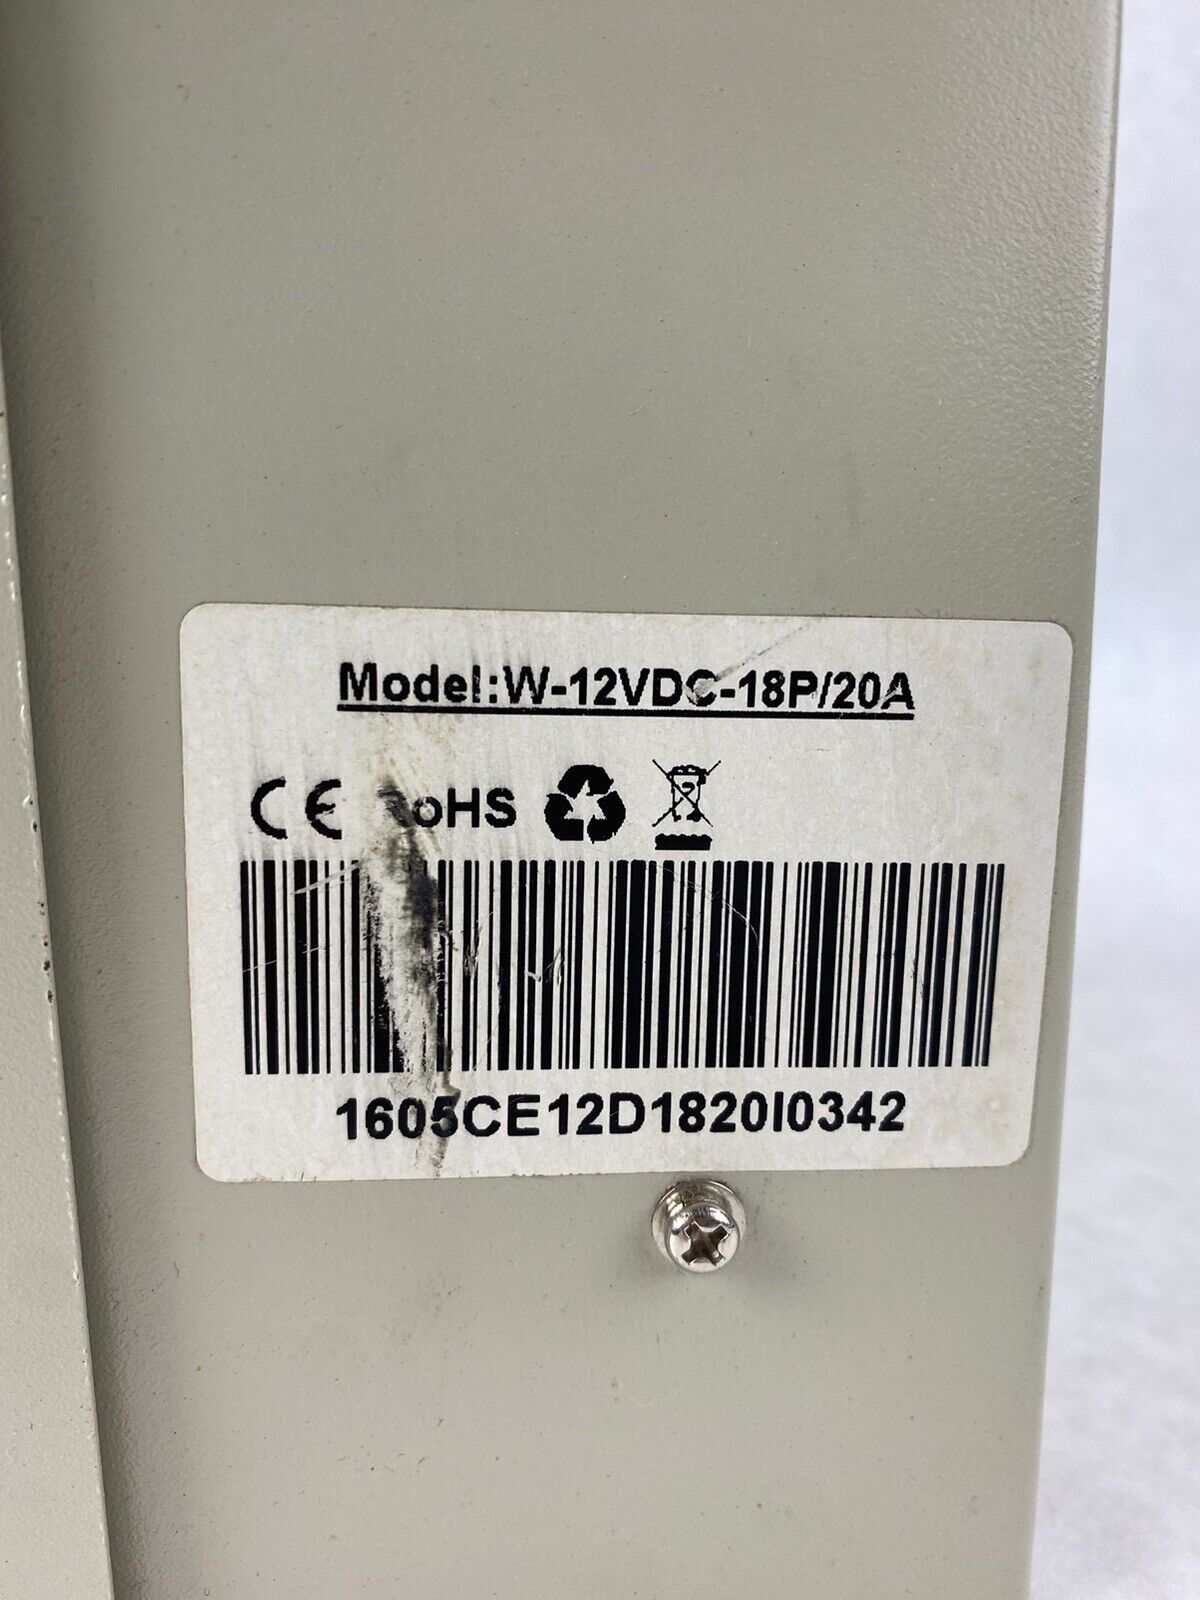 Model:W-12VDC-18P/20A
CE RoHS
1605CE12D1820I0342